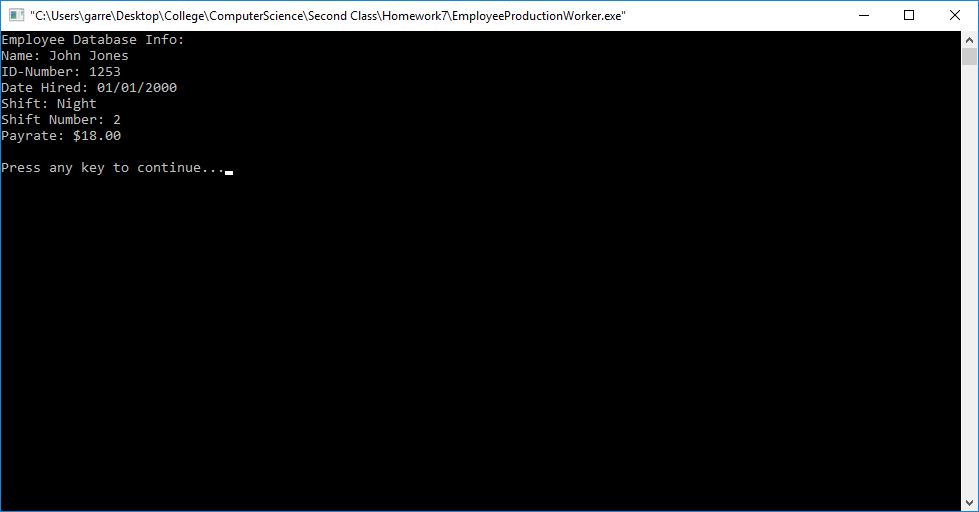 "C:\Users\garre\Desktop\College\ComputerScience\Second Class\Homework7\EmployeeProductionWorker.exe"
Employee Database Info:
Name: John Jones
ID-Number: 1253
Date Hired: 01/01/2000
Shift: Night
Shift Number: 2
Payrate: $18.00
Press any key to continue...